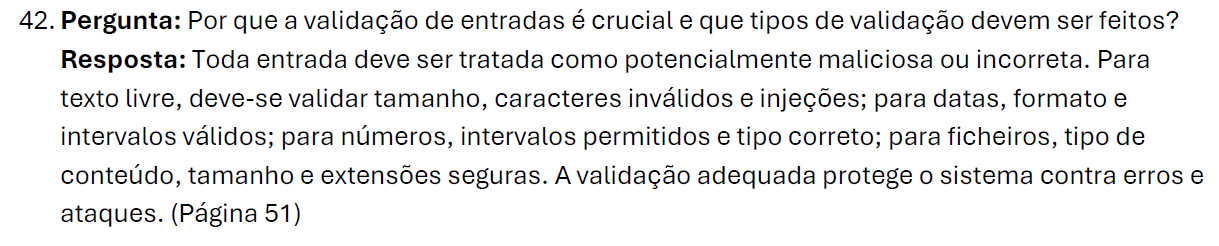 42. Pergunta: Por que a validação de entradas é crucial e que tipos de validação devem ser feitos?
Resposta: Toda entrada deve ser tratada como potencialmente maliciosa ou incorreta. Para
texto livre, deve-se validar tamanho, caracteres inválidos e injeções; para datas, formato e
intervalos válidos; para números, intervalos permitidos e tipo correto; para ficheiros, tipo de
conteúdo, tamanho e extensões seguras. A validação adequada protege o sistema contra erros e
ataques. (Página 51)